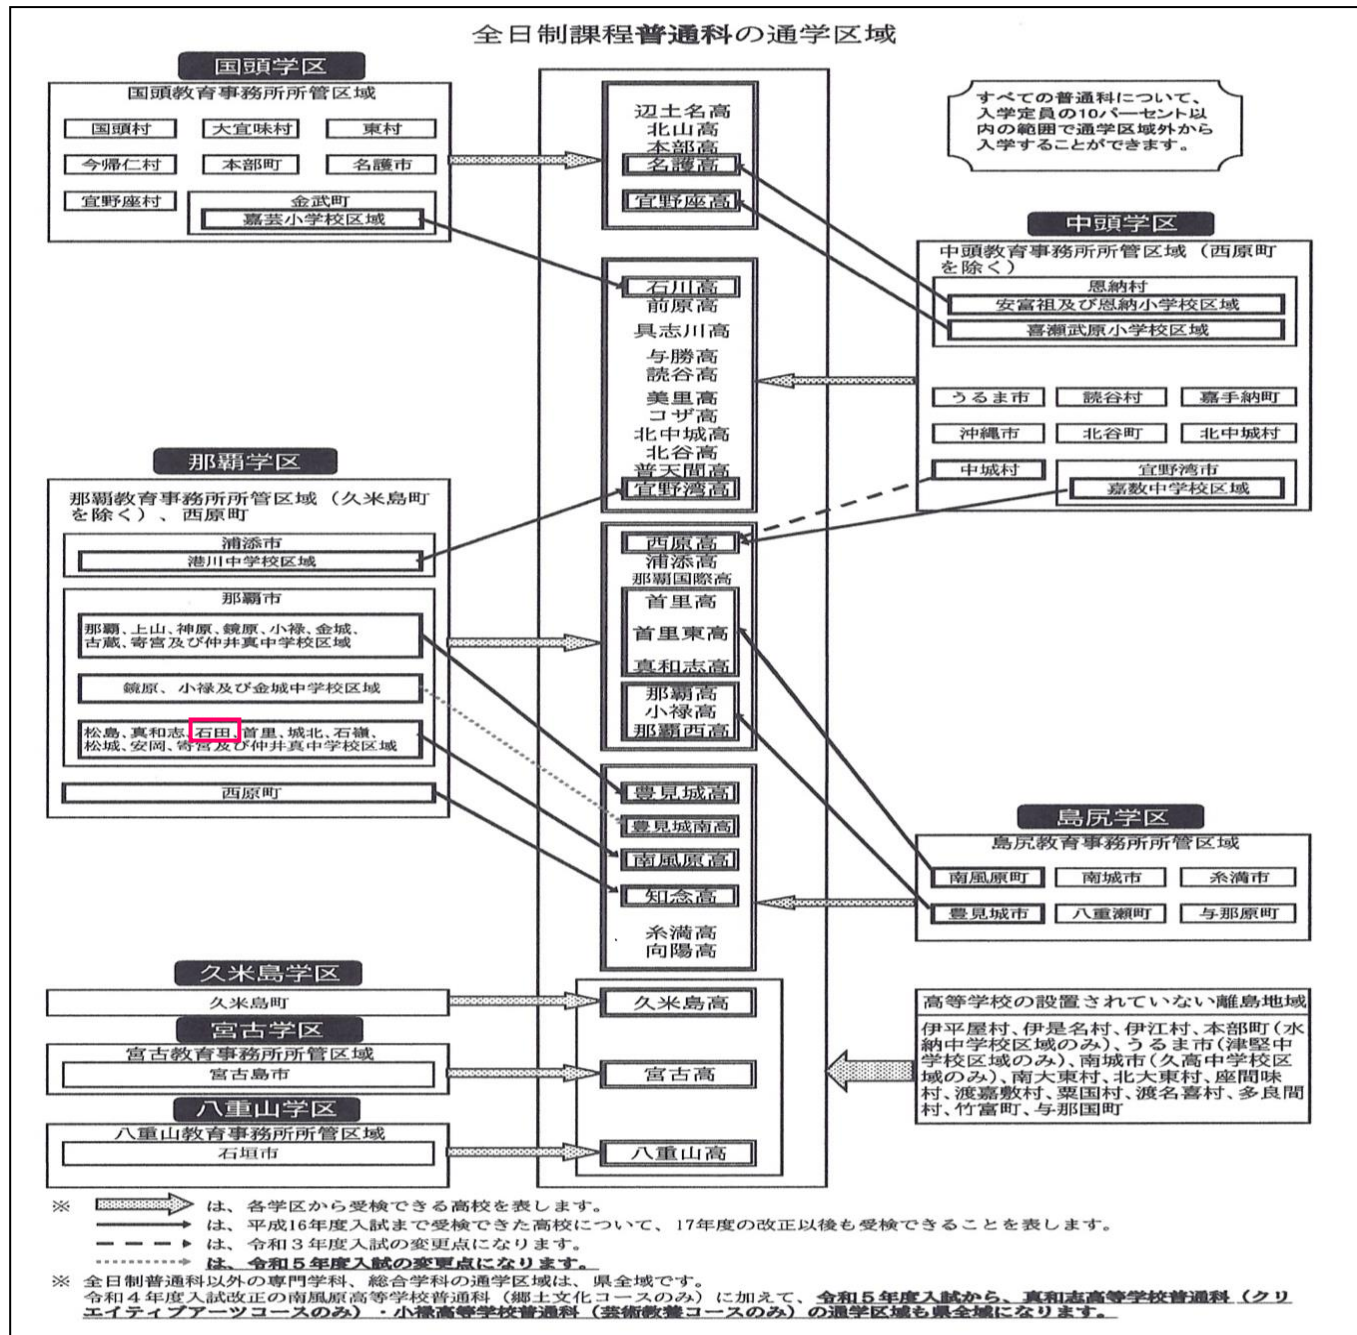 全日制課程普通科の通学区域
国頭学区
国頭教育事務所所管区域
国頭村
大宜味村
東村
今帰仁村
本部町
名護市
宜野座村
金武町
嘉芸小学校区域
辺土名高
北山高
本部高
名護高
宜野座高
すべての普通科について、
入学定員の10パーセント以
内の範囲で通学区域外から
入学することができます。
中頭学区
中頭教育事務所所管区域(西原町
を除く)
恩納村
安富祖及び恩納小学校区域
喜瀬武原小学校区域
うるま市
読谷村
嘉手納町
沖縄市
北谷町
北中城村
中城村
宜野湾市
嘉数中学校区域
石川高
前原高
具志川高
与勝高
読谷高
美里高
コザ高
北中城高
北谷高
普天間高
宜野湾高
那覇学区
那覇教育事務所所管区域(久米島町
を除く)、西原町
浦添市
港川中学校区域
那覇市
那覇、上山、神原、鏡原、小禄、金城、
古蔵、寄宮及び仲井真中学校区域
鏡原、小禄及び金城中学校区域
松島、真和志、石田、首里、城北、石嶺、
松城、安岡、寄宮及び仲井真中学校区域
西原町
西原高
浦添高
那覇国際高
首里高
首里東高
真和志高
那覇高
小禄高
那覇西高
豊見城高
豊見城南高
南風原高
知念高
糸満高
向陽高
島尻学区
島尻教育事務所所管区域
南風原町
南城市
糸満市
豊見城市
八重瀬町
与那原町
久米島学区
久米島町
久米島高
宮古学区
宮古教育事務所所管区域
宮古島市
宮古高
八重山学区
八重山教育事務所所管区域
石垣市
八重山高
高等学校の設置されていない離島地域
伊平屋村、伊是名村、伊江村、本部町(水
納中学校区域のみ)、うるま市(津堅中
学校区域のみ)、南城市(久高中学校区
域のみ)、南大東村、北大東村、座間味
村、渡嘉敷村、粟国村、渡名喜村、多良間
村、竹富町、与那国町
※ は、各学区から受検できる高校を表します。
は、平成16年度入試まで受検できた高校について、17年度の改正以後も受検できることを表します。
は、令和3年度入試の変更点になります。
は、令和5年度入試の変更点になります。
※ 全日制普通科以外の専門学科、総合学科の通学区域は、県全域です。
令和4年度入試改正の南風原高等学校普通科(郷土文化コースのみ)に加えて、令和5年度入試から、真和志高等学校普通科(クリ
エイティブアーツコースのみ)・小禄高等学校普通科(芸術教養コースのみ)の通学区域も県全域になります。